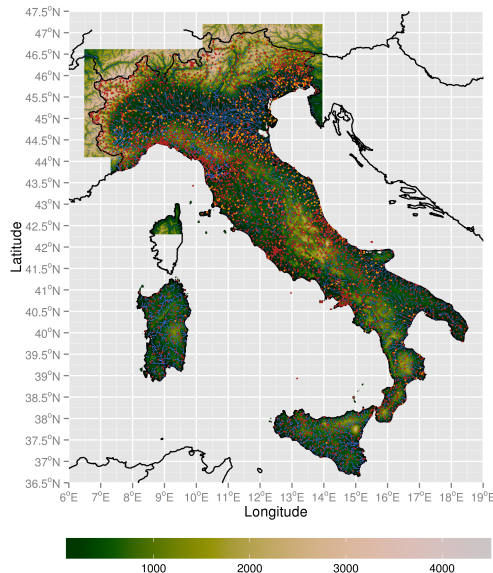 47.5°N
47°N
46.5°N
46°N
45.5°N
45°N
44.5°N
44°N
43.5°N
43°N
42.5°N
42°N
41.5°N
41°N
40.5°N
40°N
39.5°N
39°N
38.5°N
38°N
37.5°N
37°N
36.5°N
Latitude
6°E 7°E 8°E 9°E 10°E 11°E 12°E 13°E 14°E 15°E 16°E 17°E 18°E 19°E
Longitude
1000 2000 3000 4000